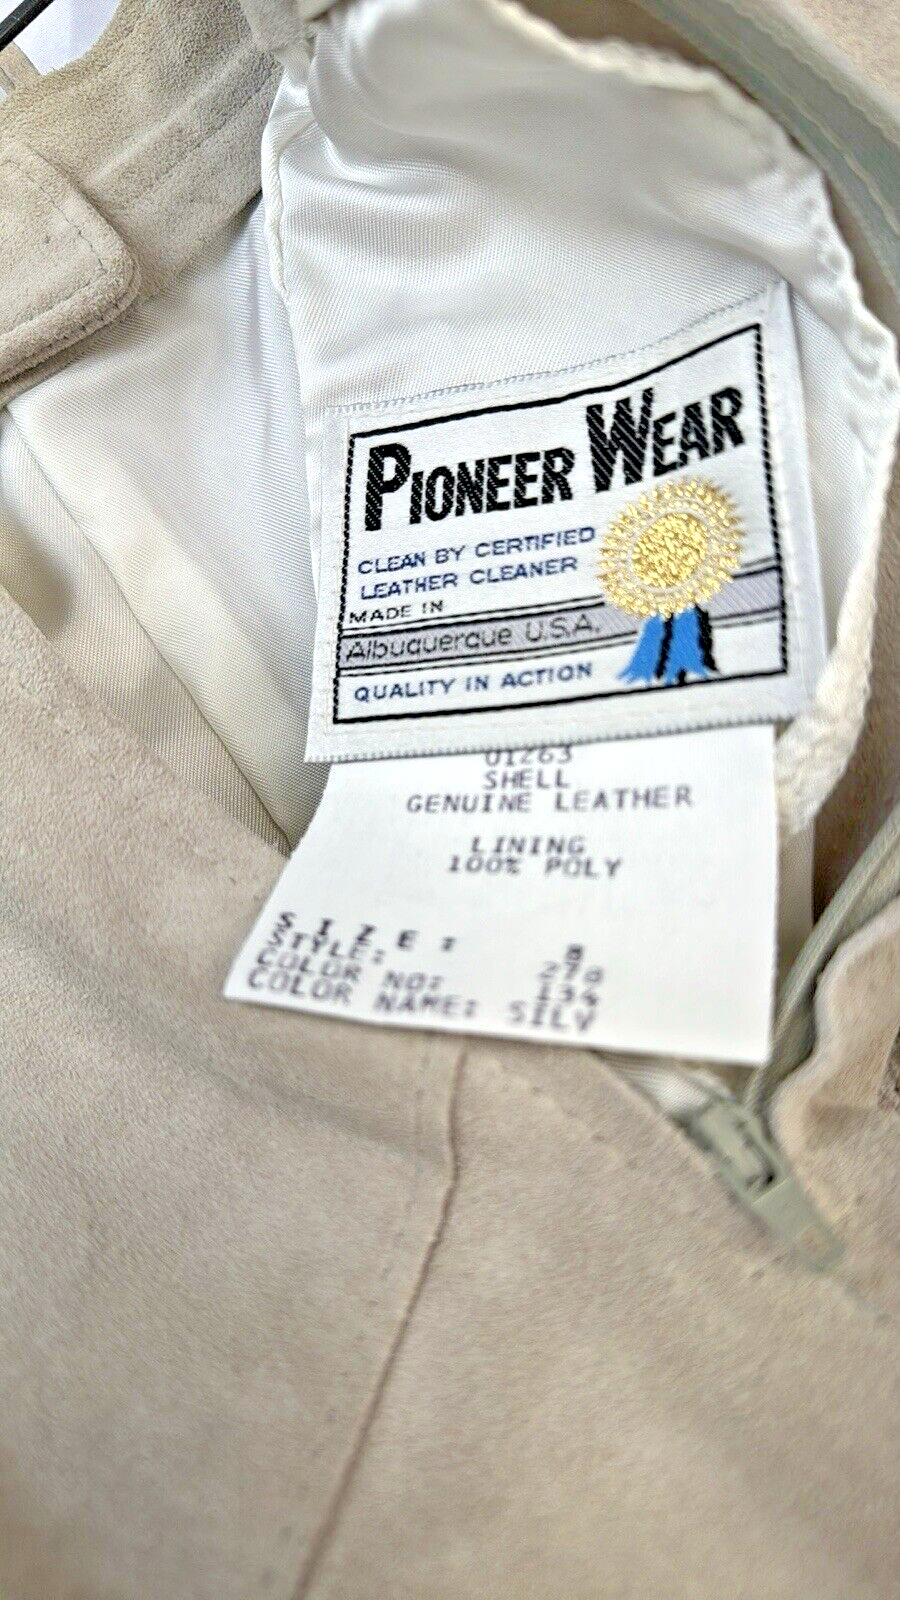 PIONEER WEAR
CLEAN BY CERTIFIED
LEATHER CLEANER
MADE IN
Albuquerque U.S.A.
QUALITY IN ACTION
01263
SHELL
GENUINE LEATHER
LINING
100% POLY
SIZE: 8
STYLE: 278
COLOR NO: 134
COLOR NAME: SILV